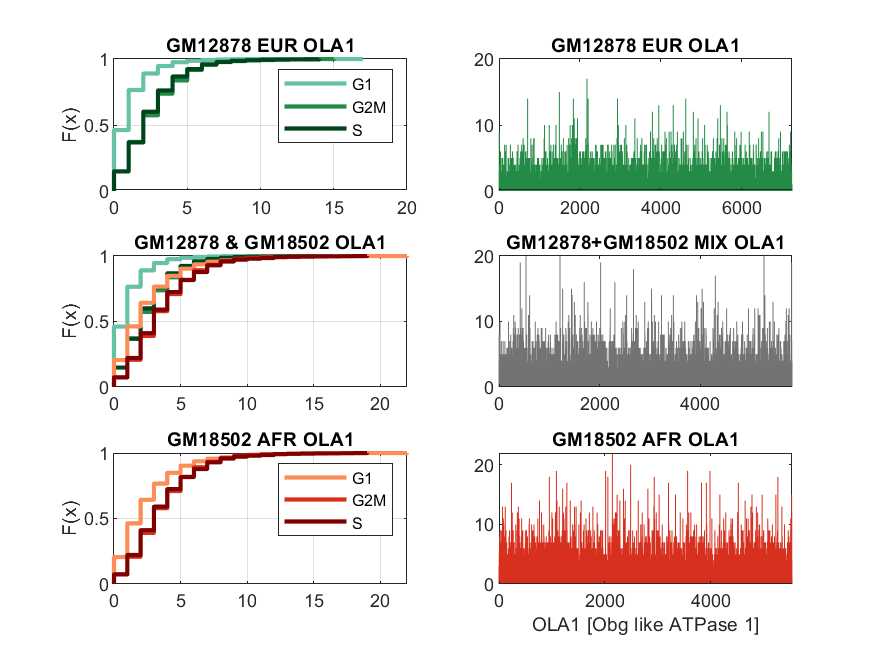 GM12878 EUR OLA1
1
0.5
0
F(x)
0 5 10 15 20
G1
G2M
S
GM12878 EUR OLA1
20
10
0
0 2000 4000 6000
GM12878 & GM18502 OLA1
1
0.5
0
F(x)
0 5 10 15 20
GM12878+GM18502 MIX OLA1
20
10
0
0 2000 4000
GM18502 AFR OLA1
1
0.5
0
F(x)
0 5 10 15 20
G1
G2M
S
GM18502 AFR OLA1
20
10
0
0 2000 4000
OLA1 [Obg like ATPase 1]